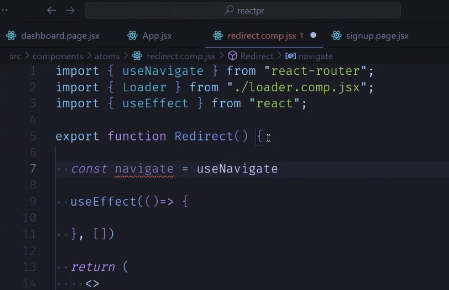 reactpr
dashboard.page.jsx App.jsx redirect.comp.jsx 1 signup.page.jsx
src > components > atoms > redirect.comp.jsx > Redirect > navigate
1 import { useNavigate } from "react-router";
2 import { Loader } from "./loader.comp.jsx";
3 import { useEffect } from "react";
4
5 export function Redirect() {
6
7 const navigate = useNavigate
8
9 useEffect(()=> {
10
11 }, [])
12
13 return (
14 <>